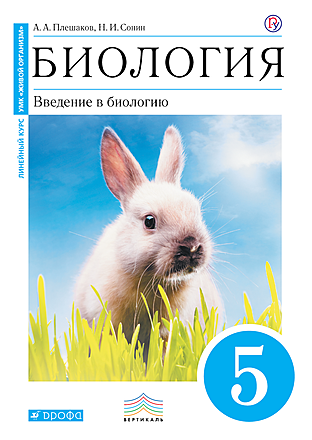 А. А. Плешаков, Н. И. Сонин
БИОЛОГИЯ
Введение в биологию
ЛИНЕЙНЫЙ КУРС УМК «ЖИВОЙ ОРГАНИЗМ»
5
дрофа
ВЕРТИКАЛЬ